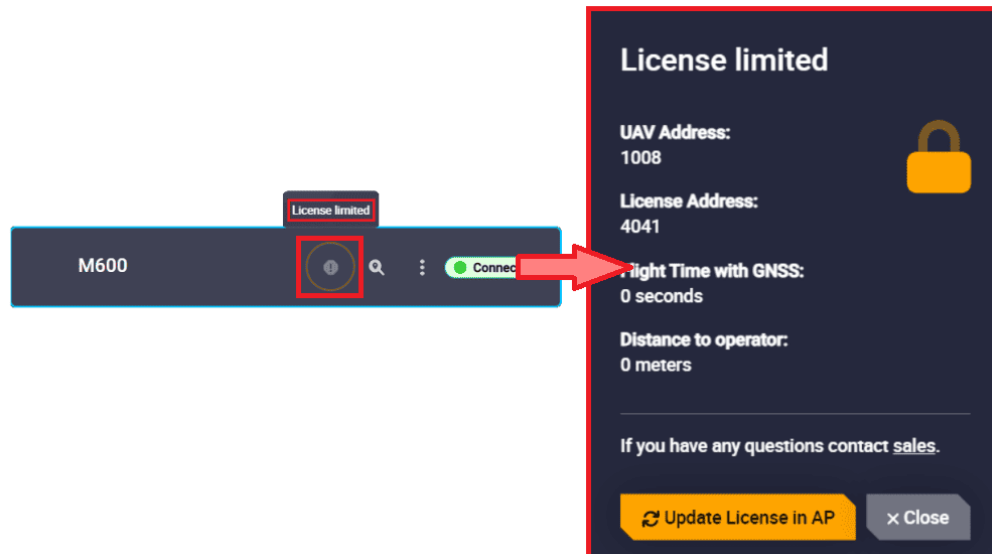 License limited
M600
Connec
License limited
UAV Address:
1008
License Address:
4041
light Time with GNSS:
0 seconds
Distance to operator:
0 meters
If you have any questions contact sales.
Update License in AP
× Close